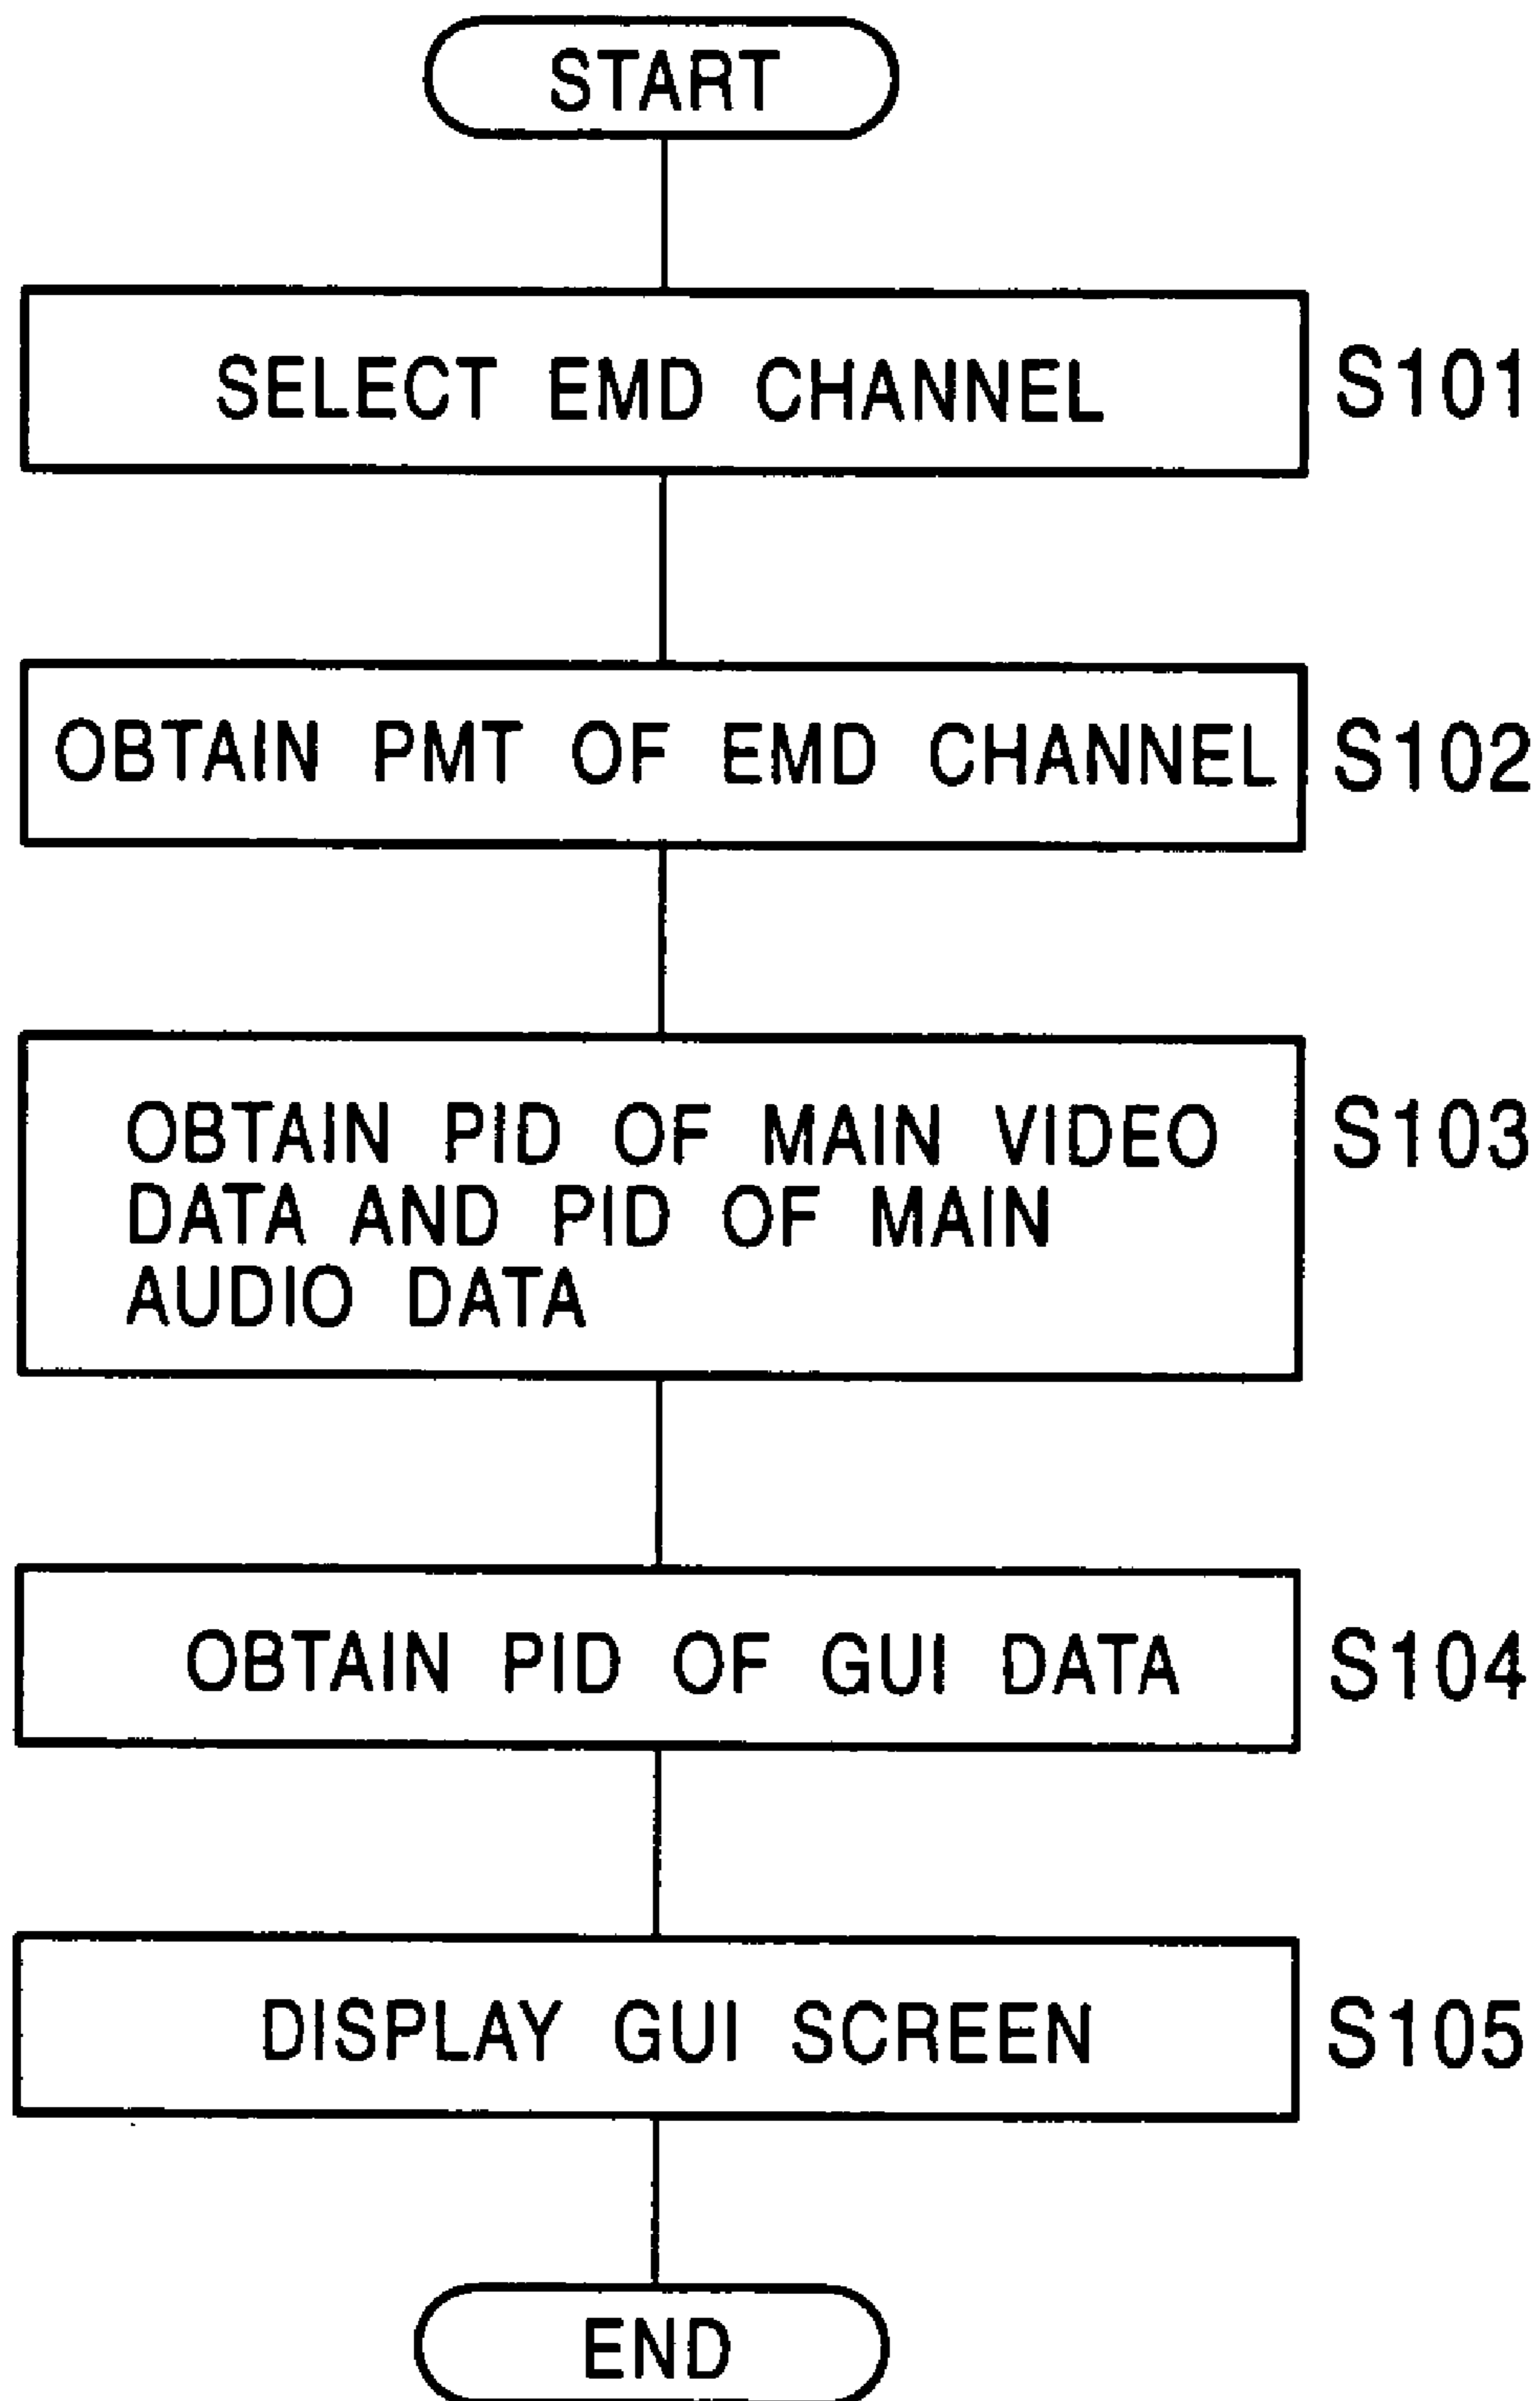 START
SELECT EMD CHANNEL
S101
OBTAIN PMT OF EMD CHANNEL
S102
OBTAIN PID OF MAIN VIDEO
DATA AND PID OF MAIN
AUDIO DATA
S103
OBTAIN PID OF GUI DATA
S104
DISPLAY GUI SCREEN
S105
END